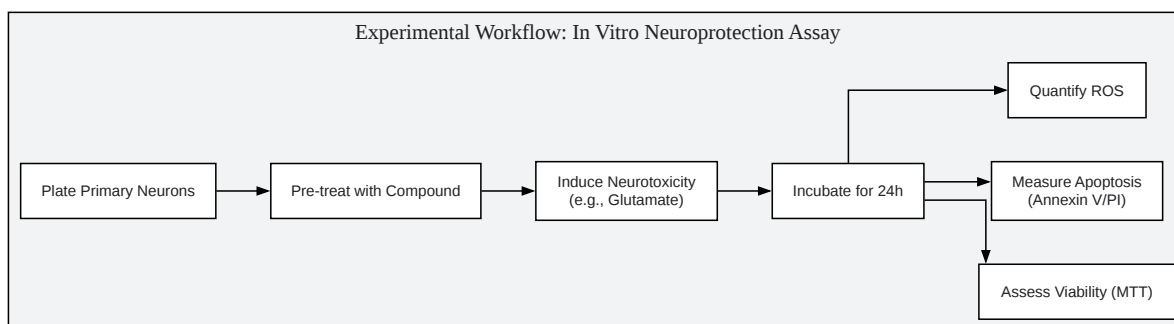 Experimental Workflow: In Vitro Neuroprotection Assay
Quantify ROS
Plate Primary Neurons
Pre-treat with Compound
Induce Neurotoxicity
(e.g., Glutamate)
Incubate for 24h
Measure Apoptosis
(Annexin V/PI)
Assess Viability (MTT)